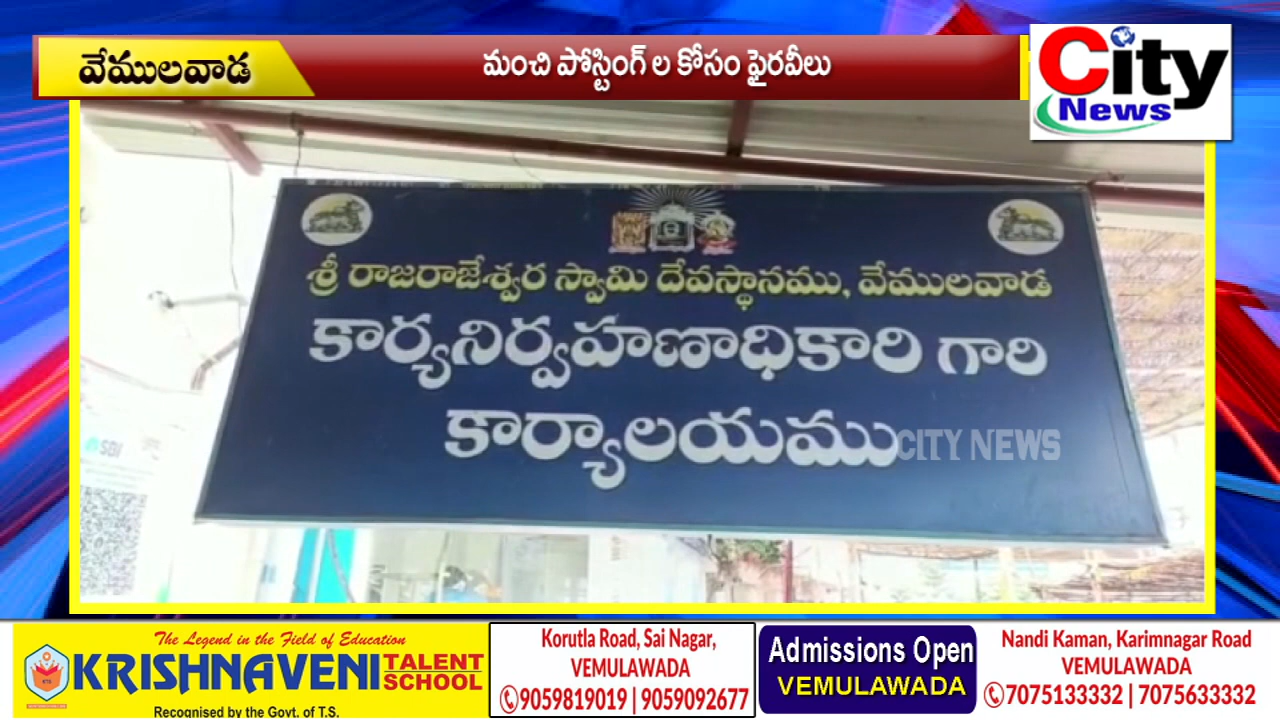 వేములవాడ
మంచి పోస్టింగ్ ల కోసం ఫైరవీలు
City
News
శ్రీ రాజరాజేశ్వర స్వామి దేవస్థానము, వేములవాడ
కార్యనిర్వహణాధికారి గారి
కార్యాలయము
CITY NEWS
SBI
The Legend in the Field of Education
KRISHNAVENI TALENT SCHOOL
Recognised by the Govt. of T.S.
Korutla Road, Sai Nagar,
VEMULAWADA
9059819019 | 9059092677
Admissions Open
VEMULAWADA
Nandi Kaman, Karimnagar Road
VEMULAWADA
7075133332 | 7075633332